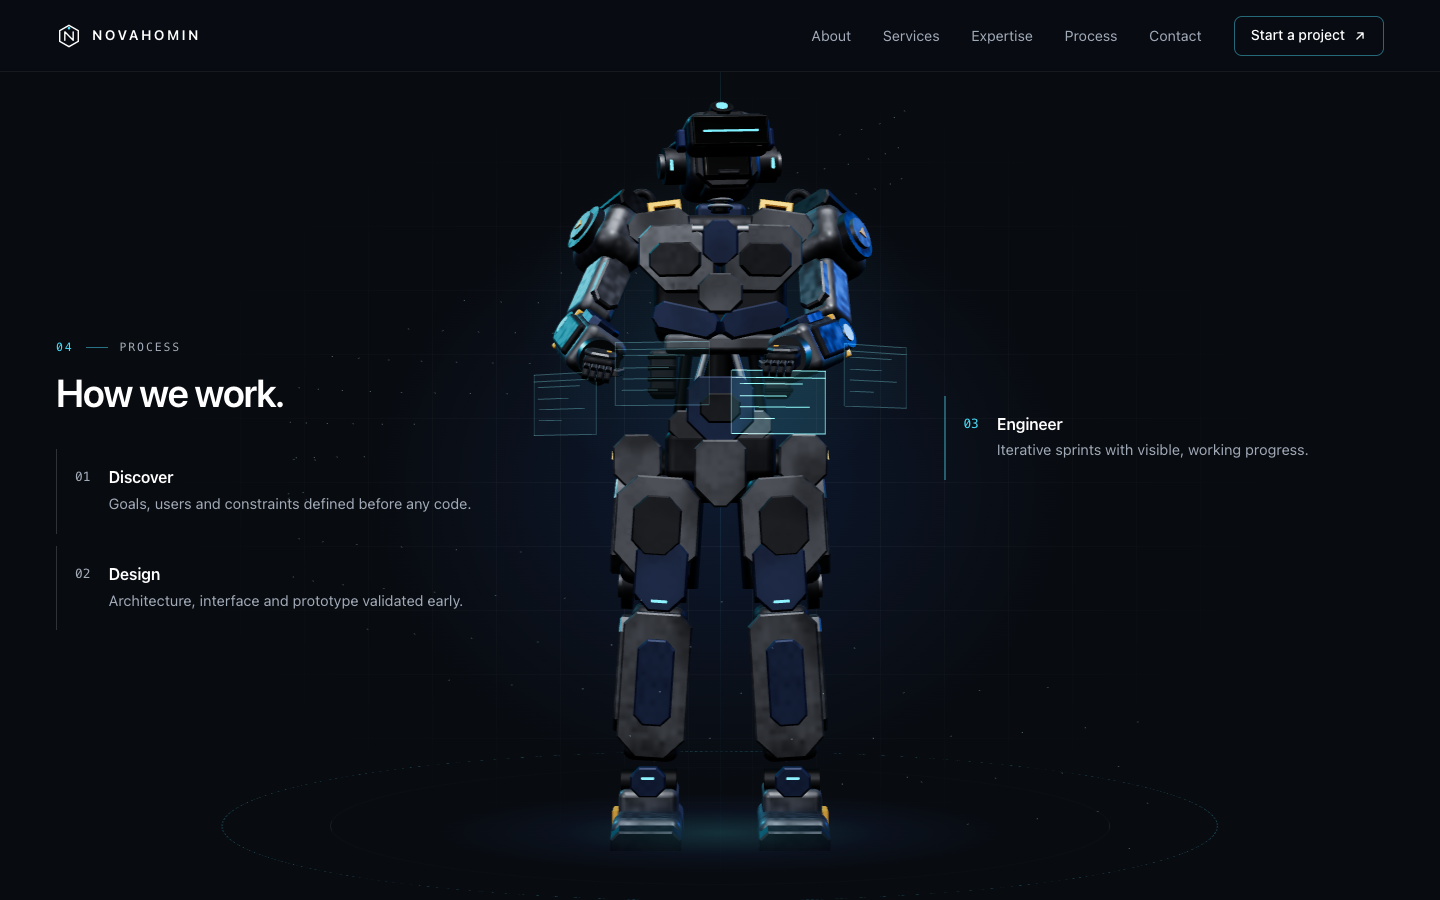 NOVAHOMIN
About
Services
Expertise
Process
Contact
Start a project
04 PROCESS
How we work.
01 Discover
Goals, users and constraints defined before any code.
02 Design
Architecture, interface and prototype validated early.
03 Engineer
Iterative sprints with visible, working progress.